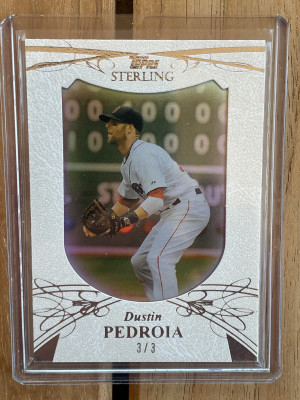 Topps
STERLING
Dustin
PEDROIA
3/3